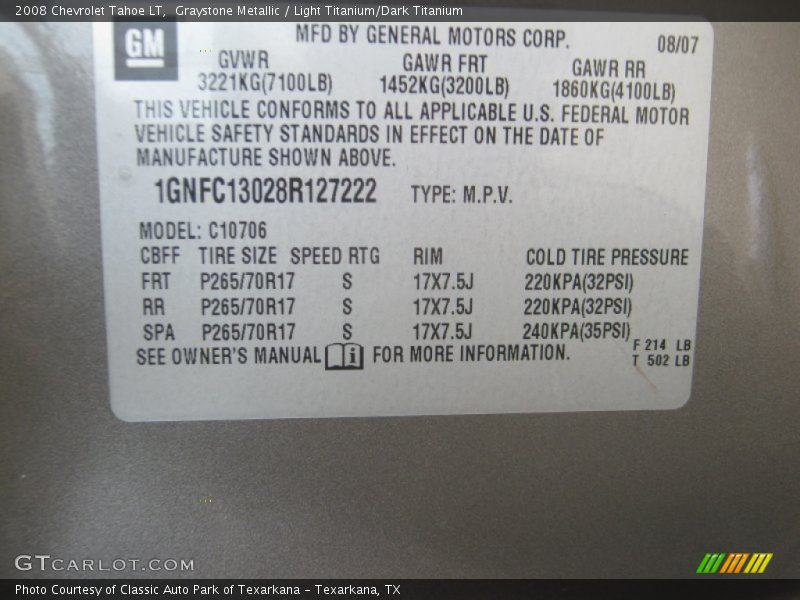 2008 Chevrolet Tahoe LT,  Graystone Metallic / Light Titanium/Dark Titanium
GM
MFD BY GENERAL MOTORS CORP.
08/07
GVWR GAWR FRT GAWR RR
3221KG(7100LB) 1452KG(3200LB) 1860KG(4100LB)
THIS VEHICLE CONFORMS TO ALL APPLICABLE U.S. FEDERAL MOTOR
VEHICLE SAFETY STANDARDS IN EFFECT ON THE DATE OF
MANUFACTURE SHOWN ABOVE.
1GNFC13028R127222 TYPE: M.P.V.
MODEL: C10706
CBFF TIRE SIZE SPEED RTG RIM COLD TIRE PRESSURE
FRT P265/70R17 S 17X7.5J 220KPA(32PSI)
RR P265/70R17 S 17X7.5J 220KPA(32PSI)
SPA P265/70R17 S 17X7.5J 240KPA(35PSI)
SEE OWNER'S MANUAL i FOR MORE INFORMATION.
F 214 LB
T 502 LB
GTCARLOT.COM
Photo Courtesy of Classic Auto Park of Texarkana – Texarkana, TX